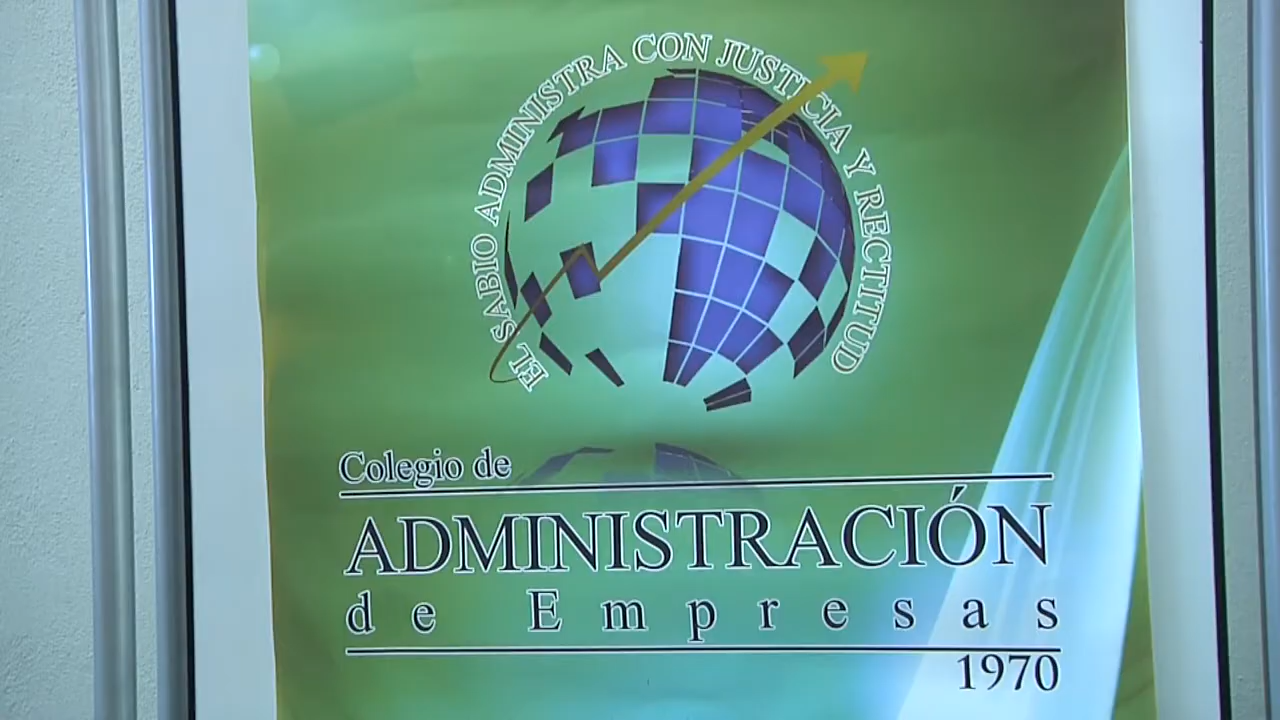 EL SABIO ADMINISTRA CON JUSTICIA Y RECTITUD
Colegio de
ADMINISTRACIÓN
de Empresas
1970